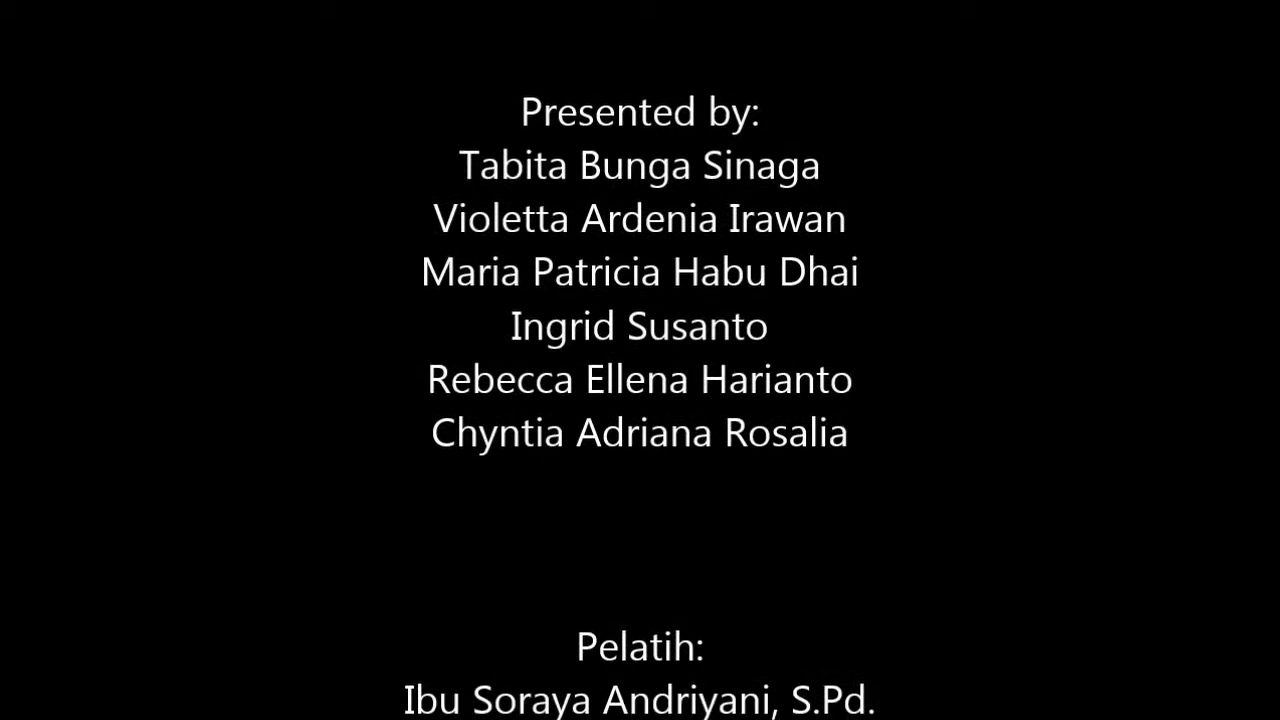 Presented by:
Tabita Bunga Sinaga
Violetta Ardenia Irawan
Maria Patricia Habu Dhai
Ingrid Susanto
Rebecca Ellena Harianto
Chyntia Adriana Rosalia
Pelatih:
Ibu Soraya Andriyani, S.Pd.